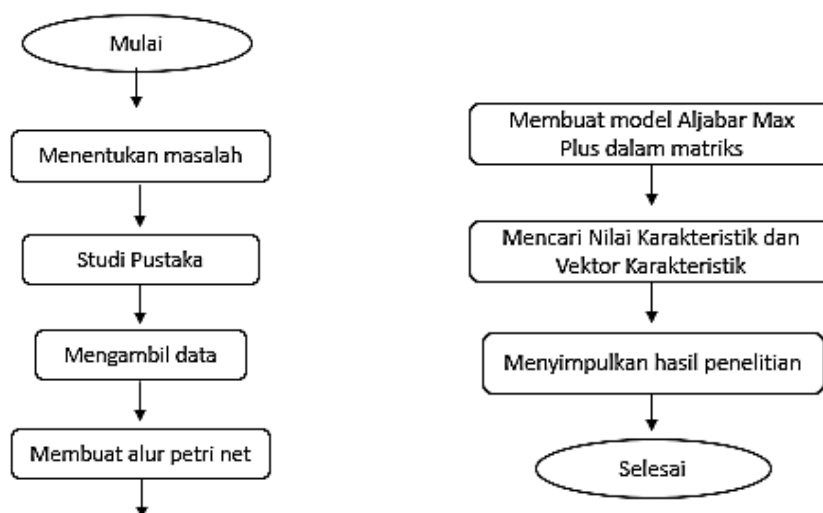 Mulai
Menentukan masalah
Studi Pustaka
Mengambil data
Membuat alur petri net
Membuat model Aljabar Max
Plus dalam matriks
Mencari Nilai Karakteristik dan
Vektor Karakteristik
Menyimpulkan hasil penelitian
Selesai